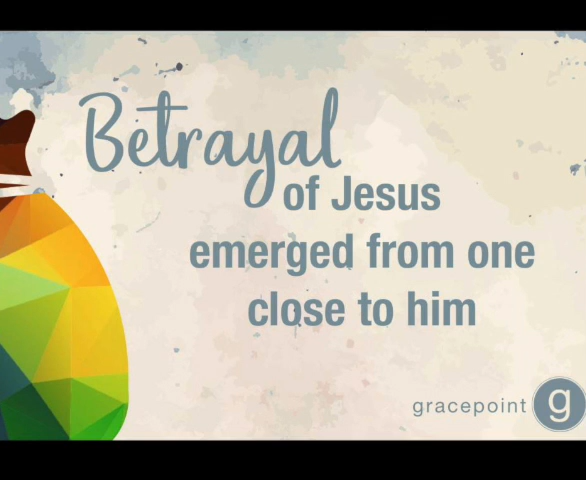 Betrayal
of Jesus
emerged from one
close to him
gracepoint g